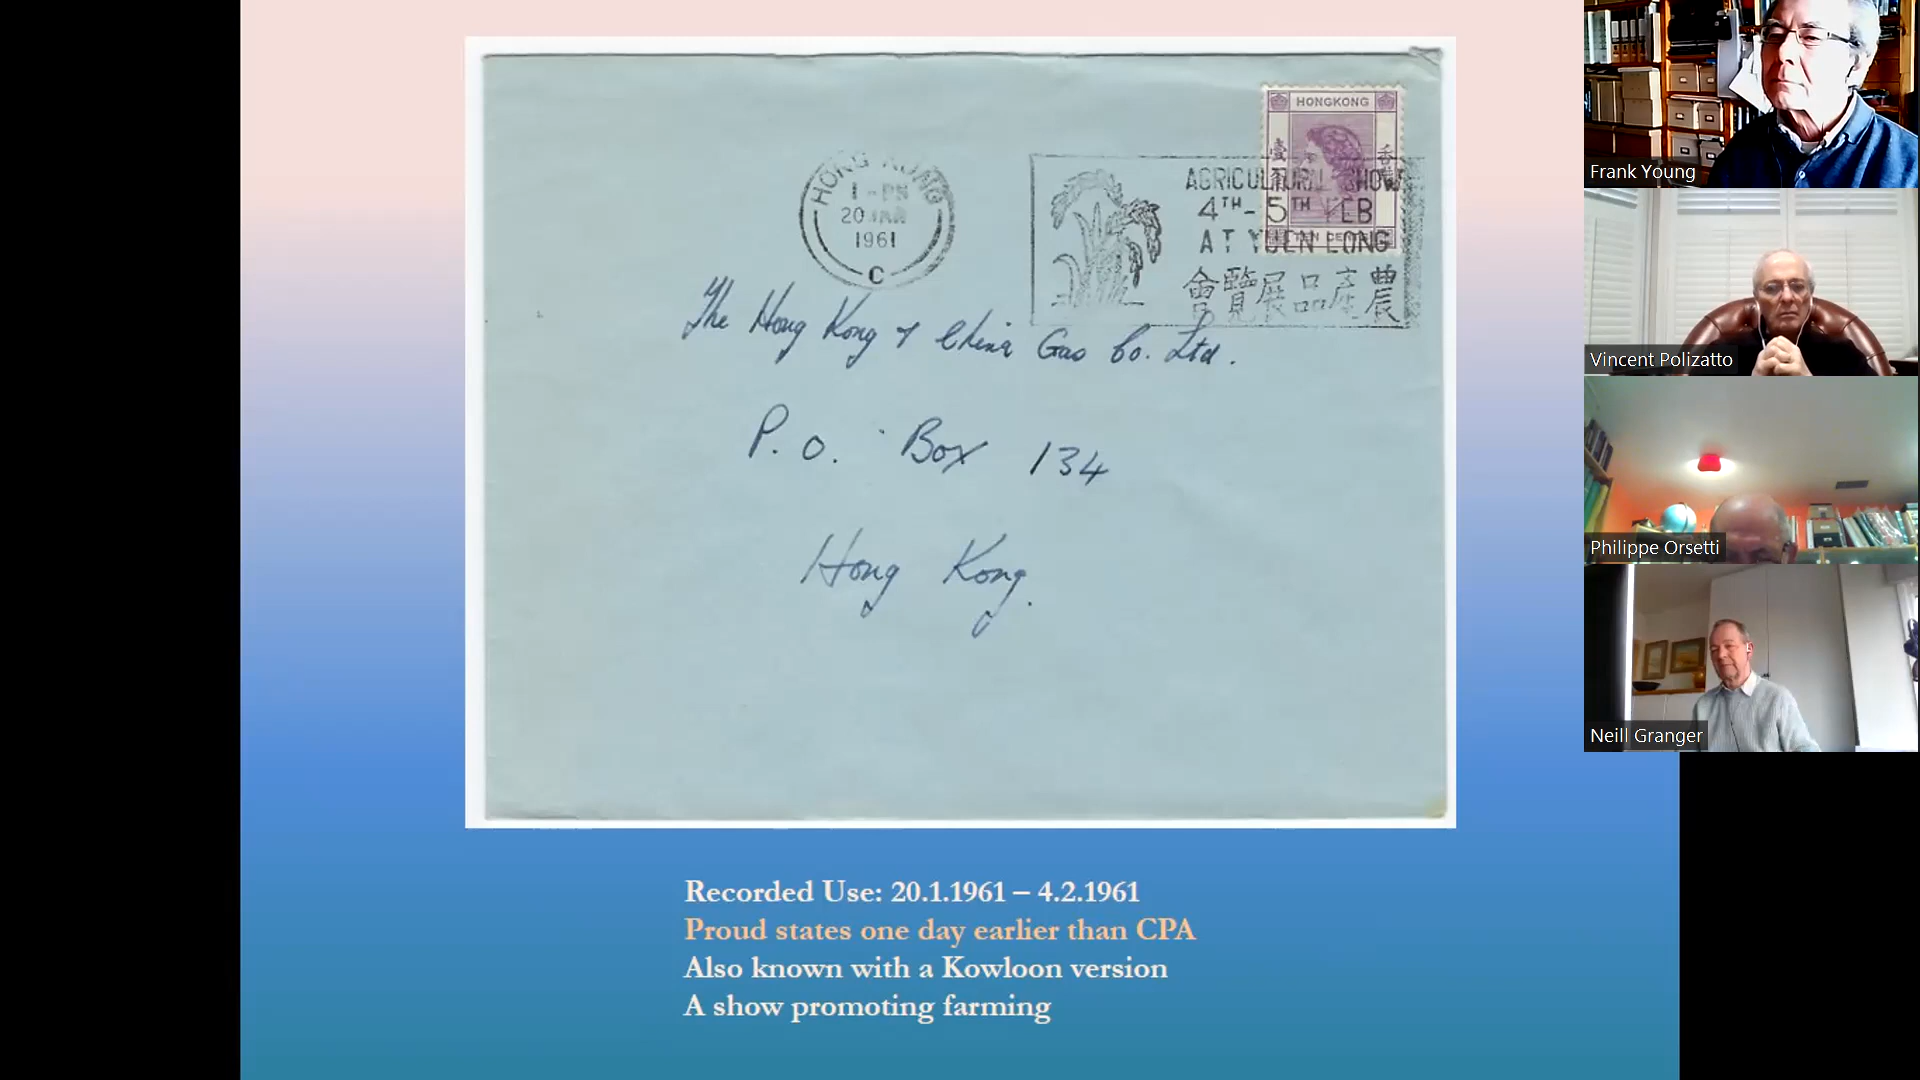 HONGKONG
TEN CENTS
HONG KONG
1 - PM
20 JAN
1961
C
AGRICULTURAL SHOW
4TH - 5TH FEB
AT YUEN LONG
會覽展品產農
The Hong Kong & China Gas Co. Ltd.
P.O. Box 134
Hong Kong.
Recorded Use: 20.1.1961 – 4.2.1961
Proud states one day earlier than CPA
Also known with a Kowloon version
A show promoting farming
Frank Young
Vincent Polizatto
Philippe Orsetti
Neill Granger